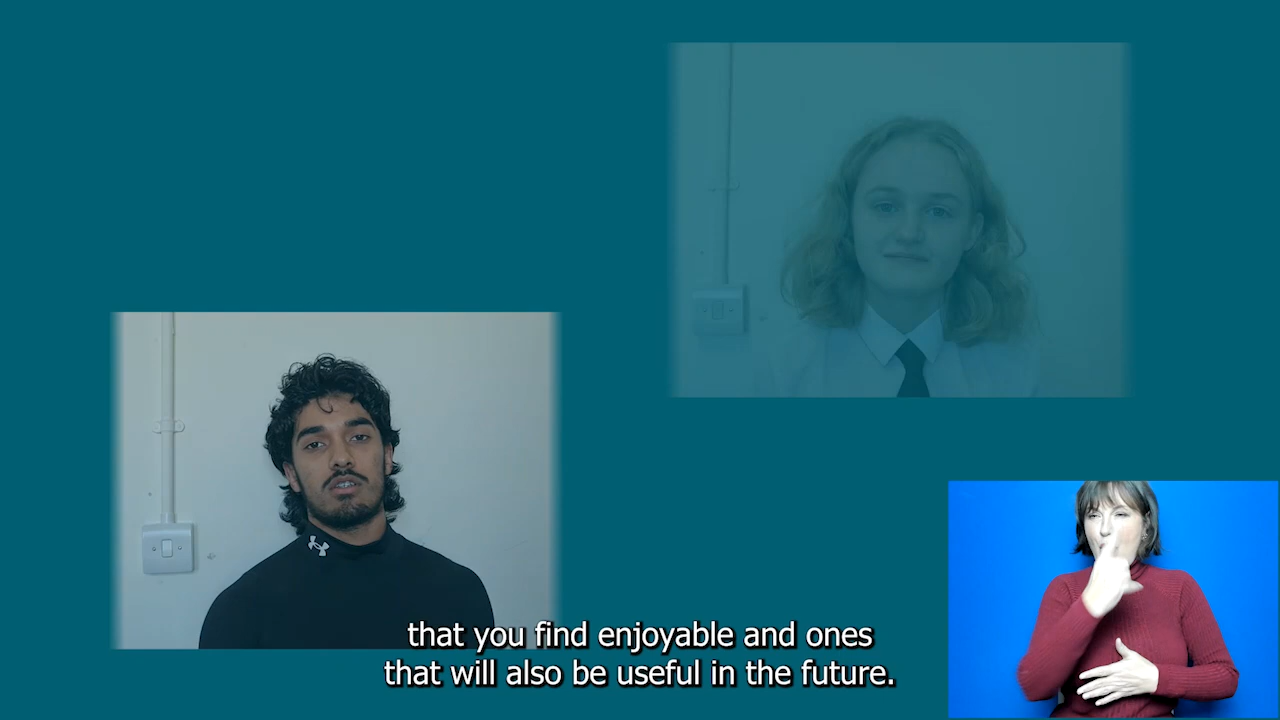 that you find enjoyable and ones
that will also be useful in the future.